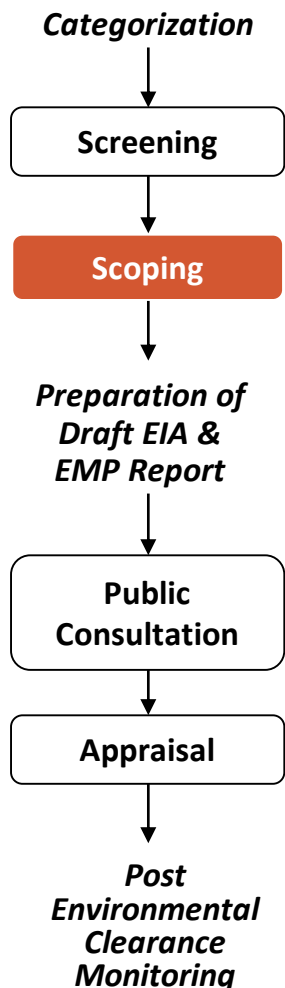 Categorization
Screening
Scoping
Preparation of
Draft EIA &
EMP Report
Public
Consultation
Appraisal
Post
Environmental
Clearance
Monitoring